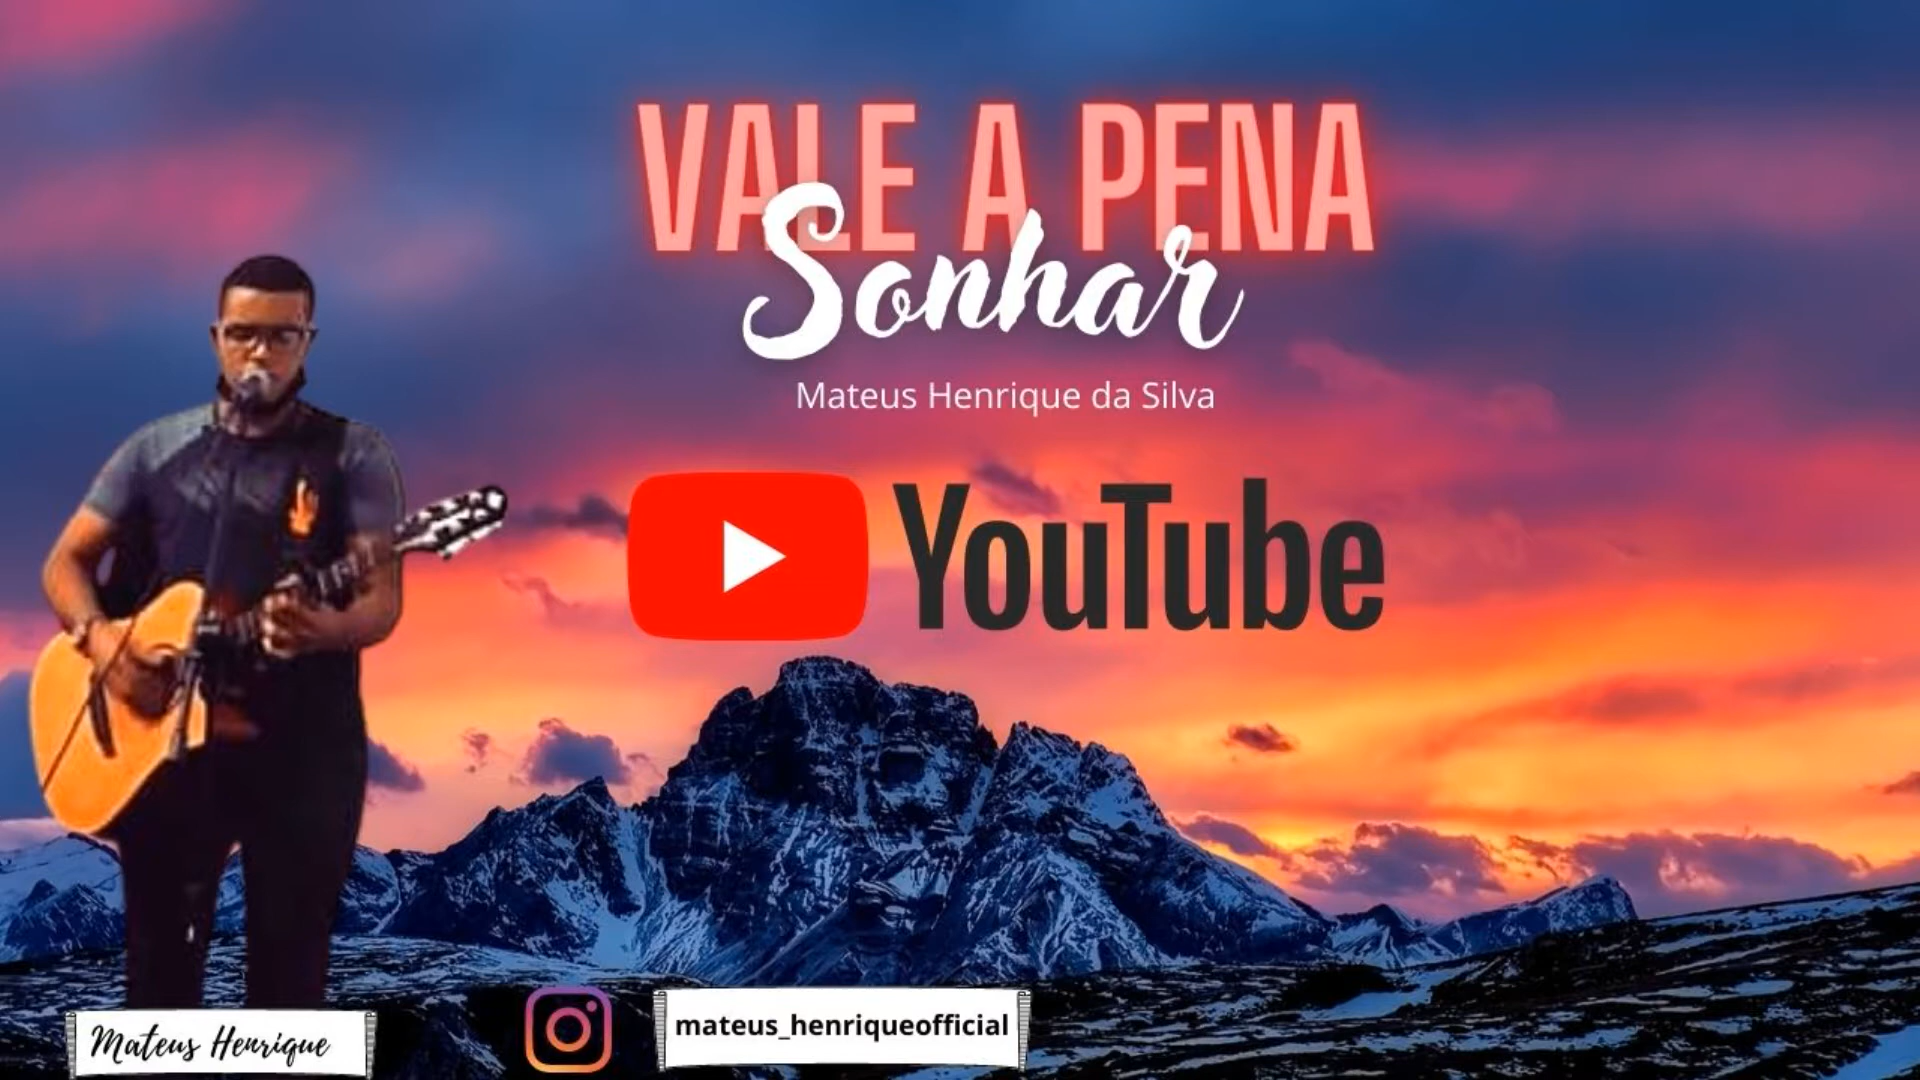 VALE A PENA
Sonhar
Mateus Henrique da Silva
YouTube
Mateus Henrique
mateus_henriqueofficial